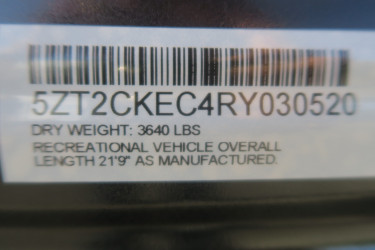 5ZT2CKEC4RY030520
DRY WEIGHT: 3640 LBS
RECREATIONAL VEHICLE OVERALL
LENGTH 21'9" AS MANUFACTURED.